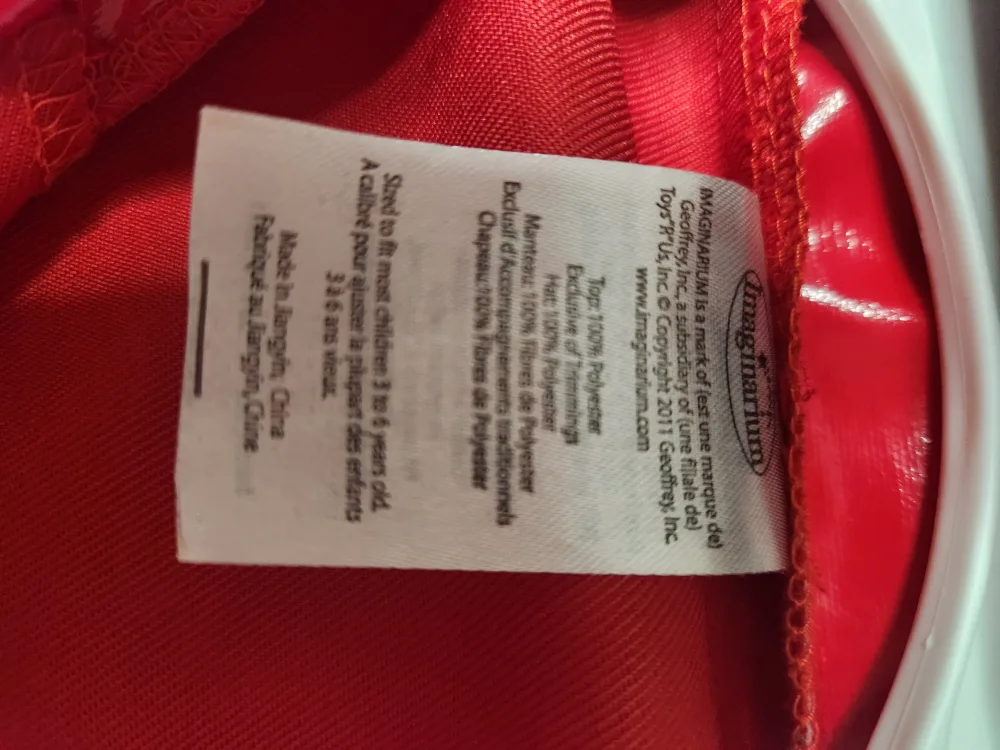 Imaginarium
IMAGINARIUM is a mark of (est une marque de)
Geoffrey, Inc., a subsidiary of (une filiale de)
Toys"R"Us, Inc. © Copyright 2011 Geoffrey, Inc.
www.imaginarium.com
Top: 100% Polyester
Exclusive of Trimmings
Hat: 100% Polyester
Manteau: 100% Fibres de Polyester
Exclusif d'Accompagnements traditionnels
Chapeau: 100% Fibres de Polyester
Sized to fit most children 3 to 6 years old.
A calibré pour ajuster la plupart des enfants
3 à 6 ans vieux.
Made in Jiangyin, China
Fabriqué au Jiangyin, Chine